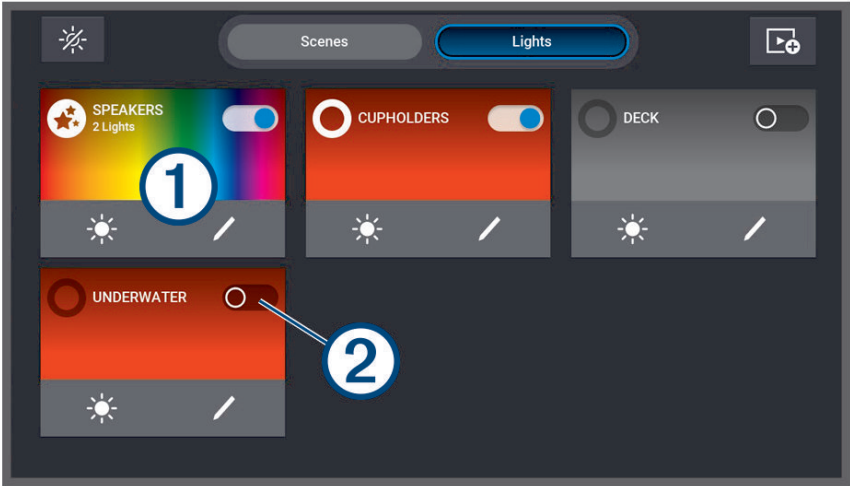 Scenes
Lights
SPEAKERS
2 Lights
CUPHOLDERS
DECK
1
UNDERWATER
2